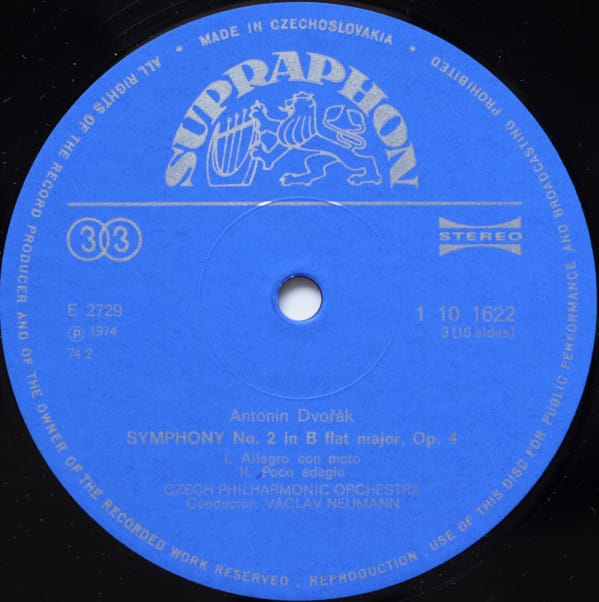 MADE IN CZECHOSLOVAKIA • ALL RIGHTS OF THE RECORD PRODUCER AND OF THE OWNER OF THE RECORDED WORK RESERVED . REPRODUCTION . USE OF THIS DISC FOR PUBLIC PERFORMANCE AND BROADCASTING PROHIBITED •
SUPRAPHON
33
STEREO
E 2729
1 10 1622
Ⓟ 1974
3 (16 sides)
74 2
Antonín Dvořák
SYMPHONY No. 2 in B flat major, Op. 4
I. Allegro con moto
II. Poco adagio
CZECH PHILHARMONIC ORCHESTRA
Conductor: VÁCLAV NEUMANN